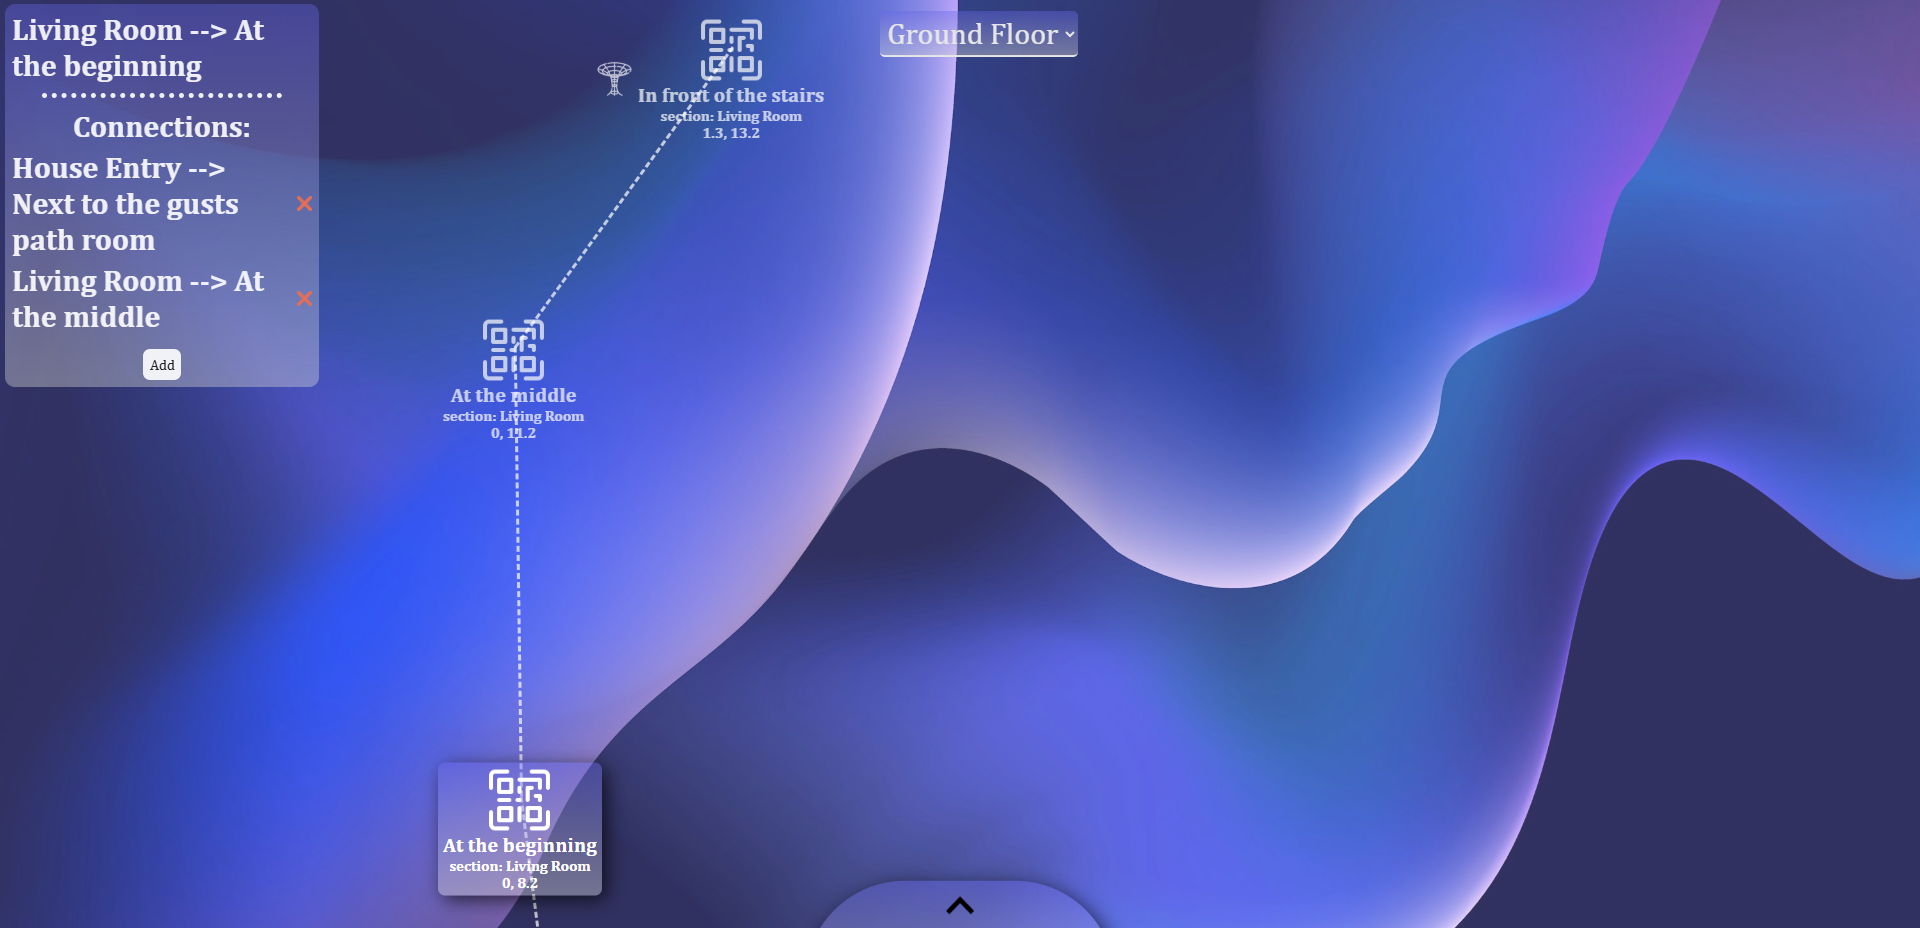 Living Room --> At
the beginning
Connections:
House Entry -->
Next to the gusts
path room
Living Room --> At
the middle
Add
Ground Floor
In front of the stairs
section: Living Room
1.3, 13.2
At the middle
section: Living Room
0, 11.2
At the beginning
section: Living Room
0, 8.2